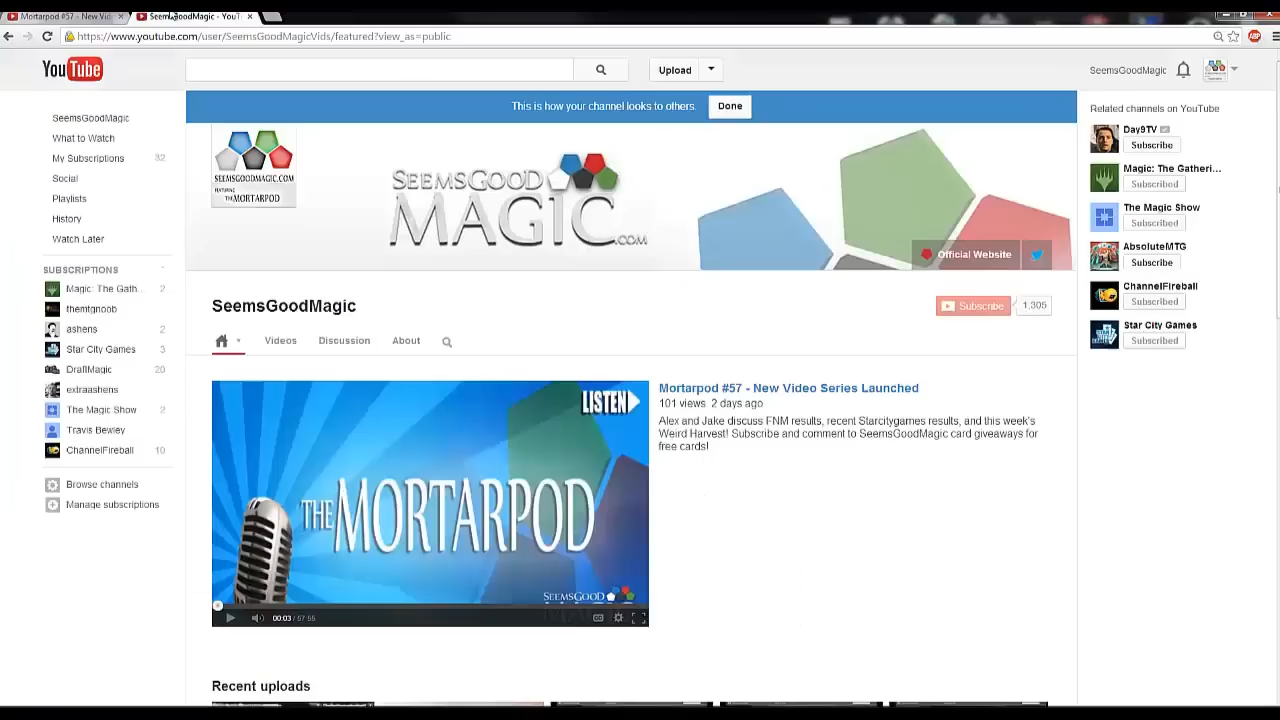 Mortarpod #57 - New Vid
SeemsGoodMagic - YouT
https://www.youtube.com/user/SeemsGoodMagicVids/featured?view_as=public
ABP
YouTube
Upload
SeemsGoodMagic
This is how your channel looks to others.
Done
SeemsGoodMagic
What to Watch
My Subscriptions 32
Social
Playlists
History
Watch Later
SUBSCRIPTIONS
Magic: The Gath... 2
themtgnoob
ashens 2
Star City Games 3
DraftMagic 20
extraashens
The Magic Show 2
Travis Bewley
ChannelFireball 10
Browse channels
Manage subscriptions
SEEMSGOODMAGIC.COM
FEATURING
THE MORTARPOD
SEEMSGOOD
MAGIC.COM
Official Website
SeemsGoodMagic
Subscribe 1,305
Videos Discussion About
LISTEN
THE MORTARPOD
SEEMSGOOD
00:03 / 57:55
Mortarpod #57 - New Video Series Launched
101 views 2 days ago
Alex and Jake discuss FNM results, recent Starcitygames results, and this week's
Weird Harvest! Subscribe and comment to SeemsGoodMagic card giveaways for
free cards!
Recent uploads
Related channels on YouTube
Day9TV
Subscribe
Magic: The Gatheri...
Subscribed
The Magic Show
Subscribed
AbsoluteMTG
Subscribe
ChannelFireball
Subscribed
Star City Games
Subscribed